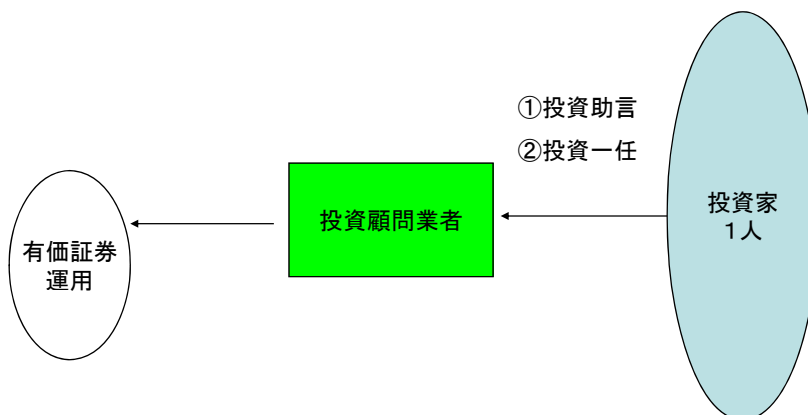 ①投資助言
②投資一任
投資顧問業者
投資家
１人
有価証券
運用